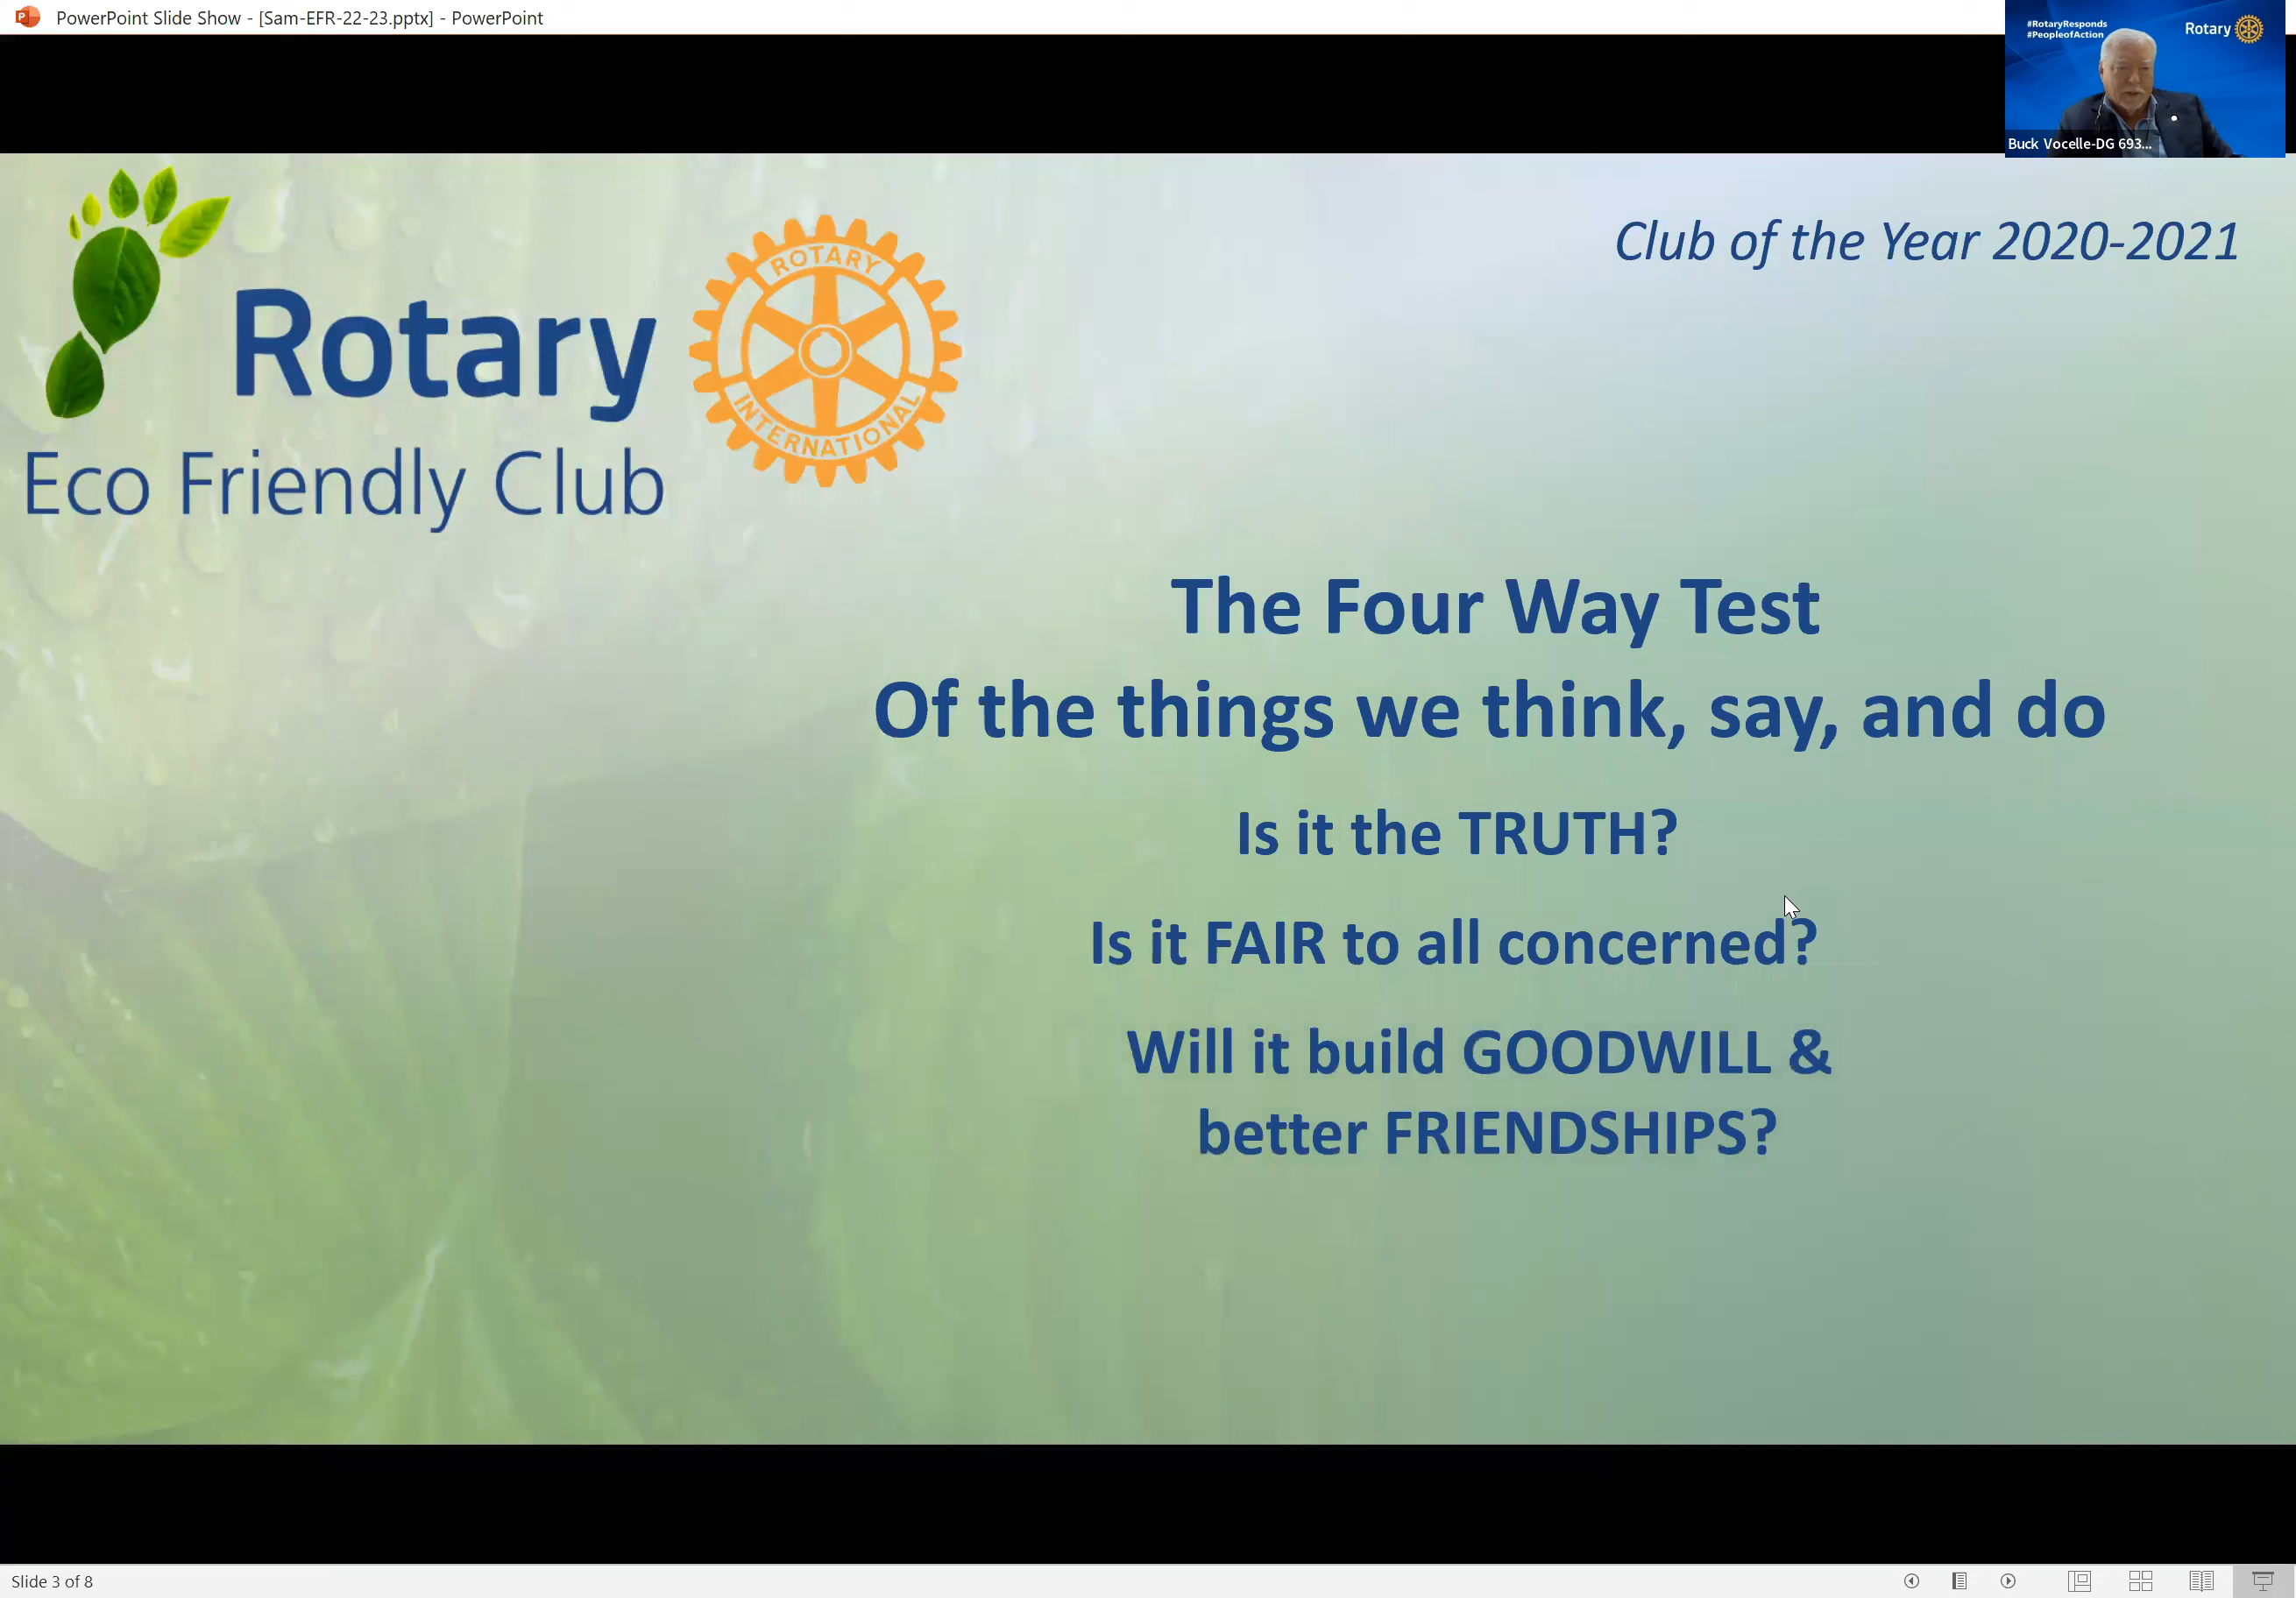 PowerPoint Slide Show - [Sam-EFR-22-23.pptx] - PowerPoint
#RotaryResponds
#PeopleofAction
Rotary
Buck Vocelle-DG 693...
Club of the Year 2020-2021
Rotary
ROTARY
INTERNATIONAL
Eco Friendly Club
The Four Way Test
Of the things we think, say, and do
Is it the TRUTH?
Is it FAIR to all concerned?
Will it build GOODWILL &
better FRIENDSHIPS?
Slide 3 of 8